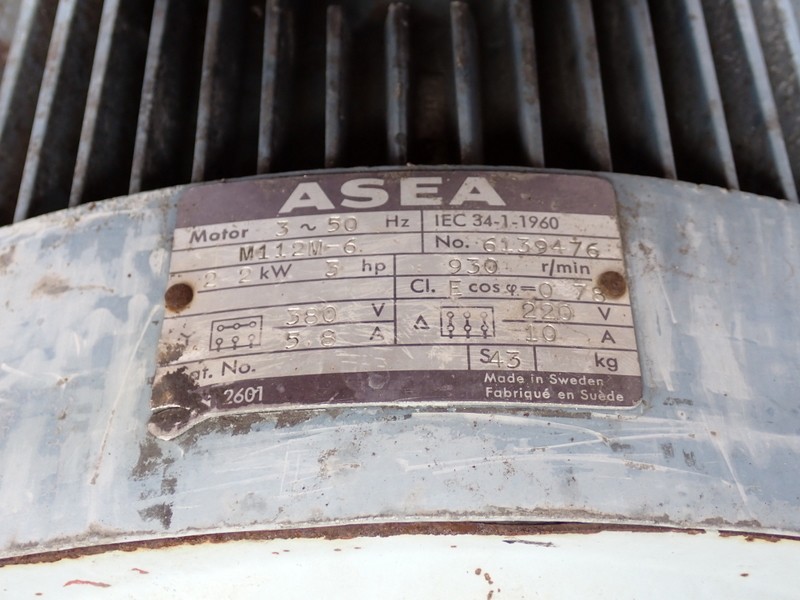 ASEA
Motor 3 ~ 50 Hz IEC 34-1-1960
M112M-6 No. 6139476
2 2 kW 3 hp 930 r/min
Cl. E cos φ = 0 78
Y 380 V Δ 220 V
5.8 A 10 A
Cat. No. S43 kg
2601 Made in Sweden
Fabriqué en Suède